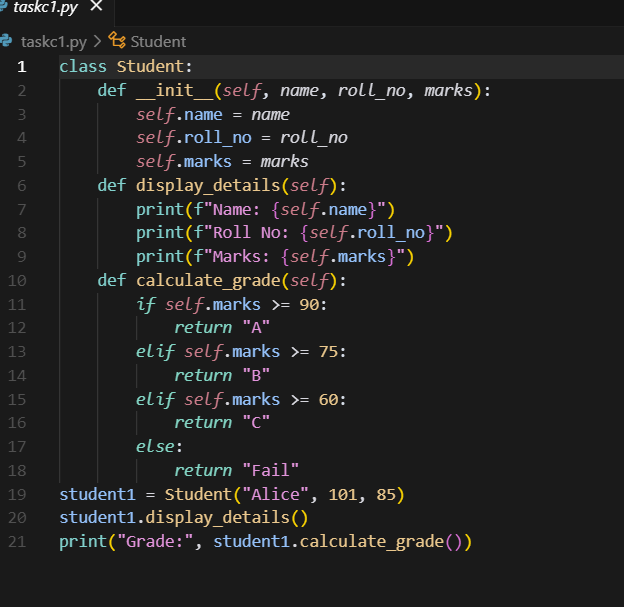 taskc1.py ×
taskc1.py > Student
1 class Student:
2     def __init__(self, name, roll_no, marks):
3         self.name = name
4         self.roll_no = roll_no
5         self.marks = marks
6     def display_details(self):
7         print(f"Name: {self.name}")
8         print(f"Roll No: {self.roll_no}")
9         print(f"Marks: {self.marks}")
10     def calculate_grade(self):
11         if self.marks >= 90:
12             return "A"
13         elif self.marks >= 75:
14             return "B"
15         elif self.marks >= 60:
16             return "C"
17         else:
18             return "Fail"
19 student1 = Student("Alice", 101, 85)
20 student1.display_details()
21 print("Grade:", student1.calculate_grade())